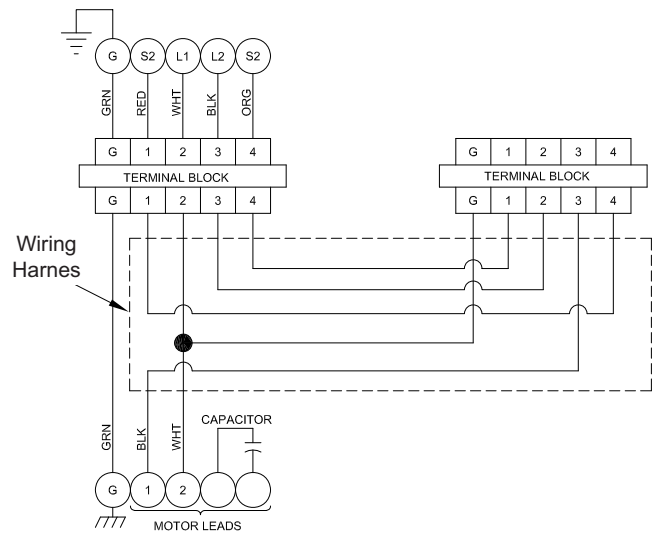 G S2 L1 L2 S2
GRN RED WHT BLK ORG
G 1 2 3 4 G 1 2 3 4
TERMINAL BLOCK TERMINAL BLOCK
G 1 2 3 4 G 1 2 3 4
Wiring
Harnes
CAPACITOR
GRN BLK WHT
G 1 2
MOTOR LEADS